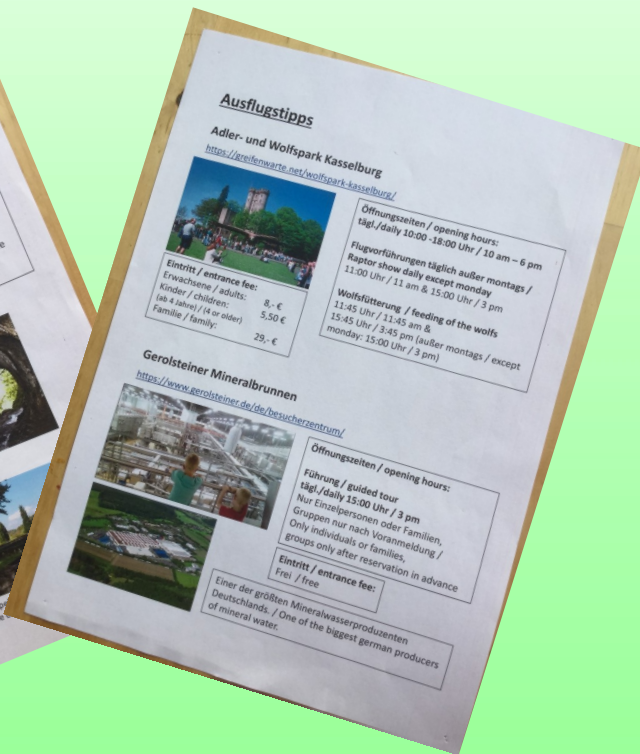 Ausflugstipps
Adler- und Wolfspark Kasselburg
https://greifenwarte.net/wolfspark-kasselburg/
Öffnungszeiten / opening hours:
tägl./daily 10:00 -18:00 Uhr / 10 am – 6 pm
Flugvorführungen täglich außer montags /
Raptor show daily except monday
11:00 Uhr / 11 am & 15:00 Uhr / 3 pm
Wolfsfütterung / feeding of the wolfs
11:45 Uhr / 11:45 am &
15:45 Uhr / 3:45 pm (außer montags / except
monday: 15:00 Uhr / 3 pm)
Eintritt / entrance fee:
Erwachsene / adults: 8,- €
Kinder / children: 5,50 €
(ab 4 Jahre) / (4 or older)
Familie / family: 29,- €
Gerolsteiner Mineralbrunnen
https://www.gerolsteiner.de/de/besucherzentrum/
Öffnungszeiten / opening hours:
Führung / guided tour
tägl./daily 15:00 Uhr / 3 pm
Nur Einzelpersonen oder Familien,
Gruppen nur nach Voranmeldung /
Only individuals or families,
groups only after reservation in advance
Eintritt / entrance fee:
Frei / free
Einer der größten Mineralwasserproduzenten
Deutschlands. / One of the biggest german producers
of mineral water.